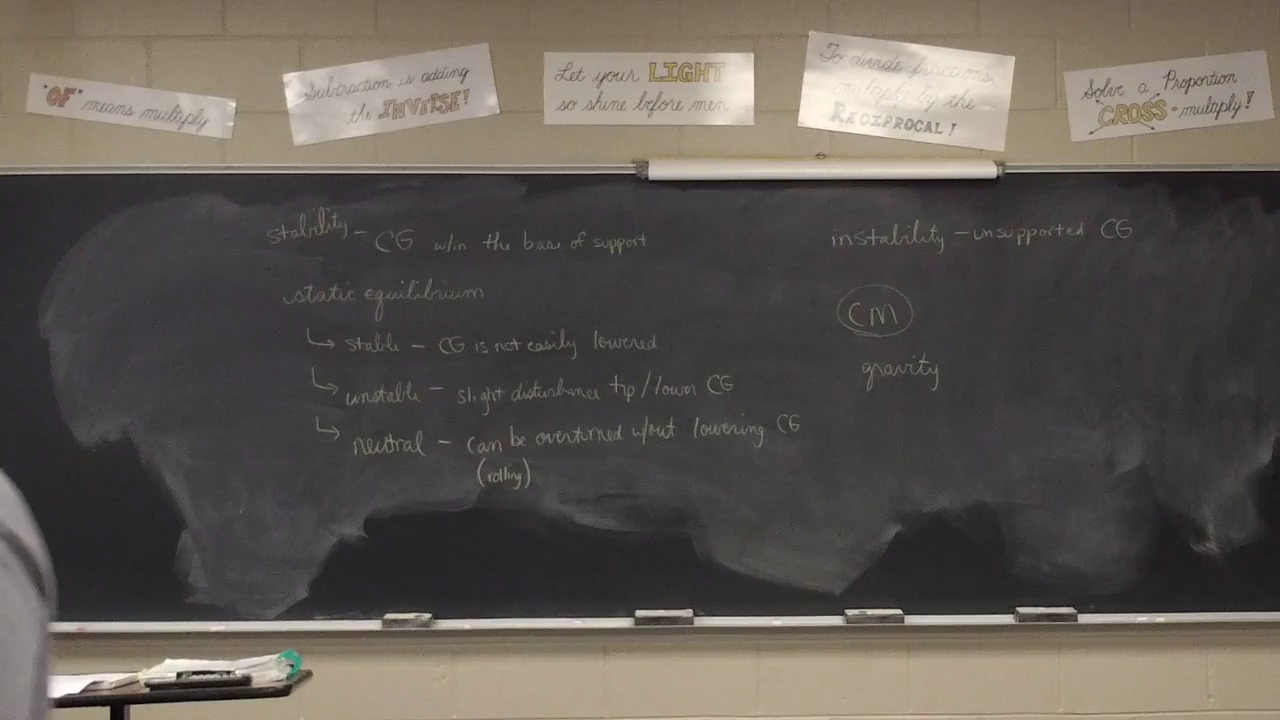 "OF" means multiply
Subtraction is adding
the INVERSE!
Let your LIGHT
so shine before men
To divide fractions,
multiply by the
RECIPROCAL!
Solve a Proportion
CROSS-multiply!
stability - CG w/in the base of support
static equilibrium
↳ stable - CG is not easily lowered
↳ unstable - slight disturbance tip/lower CG
↳ neutral - can be overturned w/out lowering CG
(rolling)
instability - unsupported CG
CM
gravity